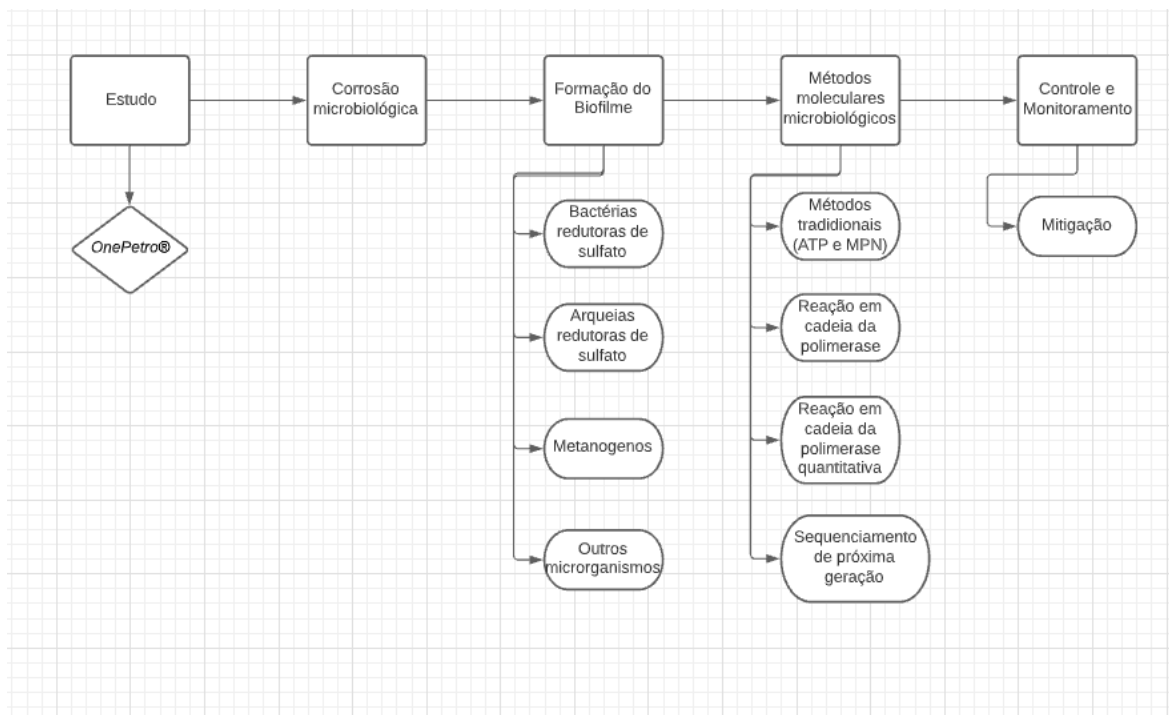 Estudo
Corrosão
microbiológica
Formação do
Biofilme
Métodos
moleculares
microbiológicos
Controle e
Monitoramento
OnePetro®
Bactérias
redutoras de
sulfato
Arqueias
redutoras de
sulfato
Metanogenos
Outros
microrganismos
Métodos
tradidionais
(ATP e MPN)
Reação em
cadeia da
polimerase
Reação em
cadeia da
polimerase
quantitativa
Sequenciamento
de próxima
geração
Mitigação